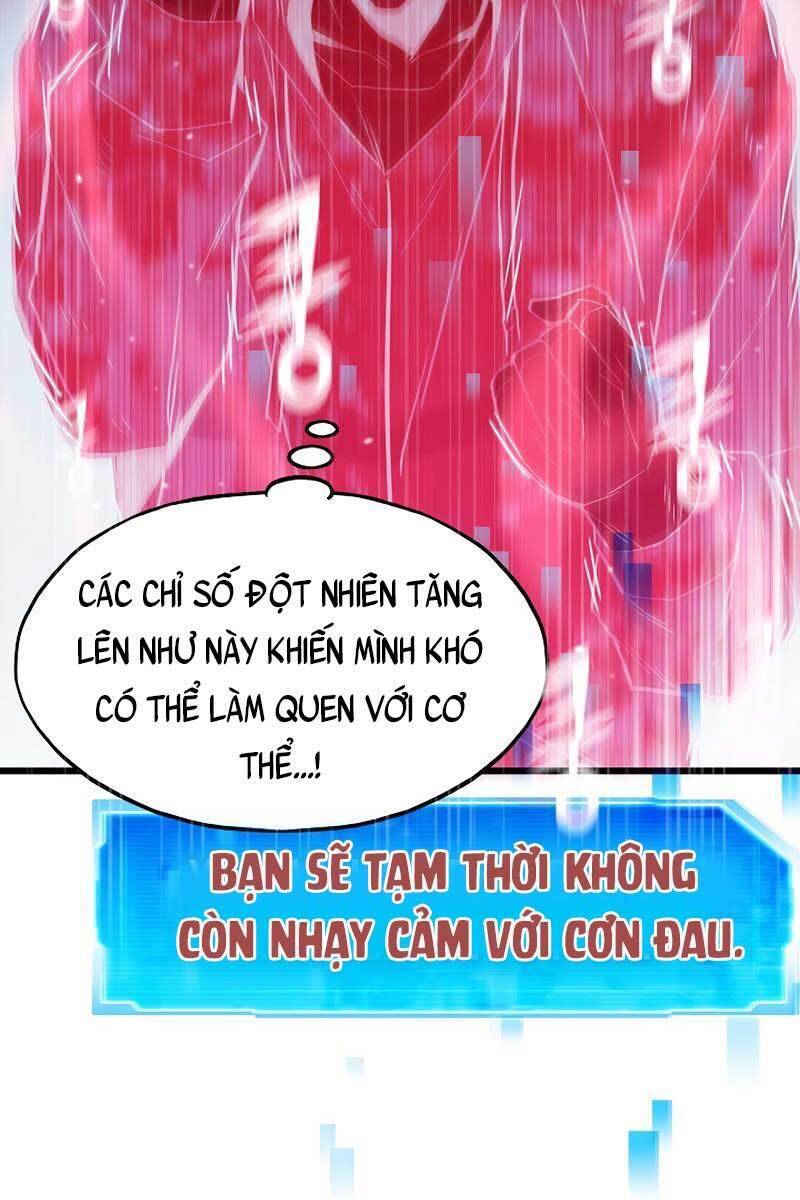 CÁC CHỈ SỐ ĐỘT NHIÊN TĂNG
LÊN NHƯ NÀY KHIẾN MÌNH KHÓ
CÓ THỂ LÀM QUEN VỚI CƠ
THỂ...!
BẠN SẼ TẠM THỜI KHÔNG
CÒN NHẠY CẢM VỚI CƠN ĐAU.